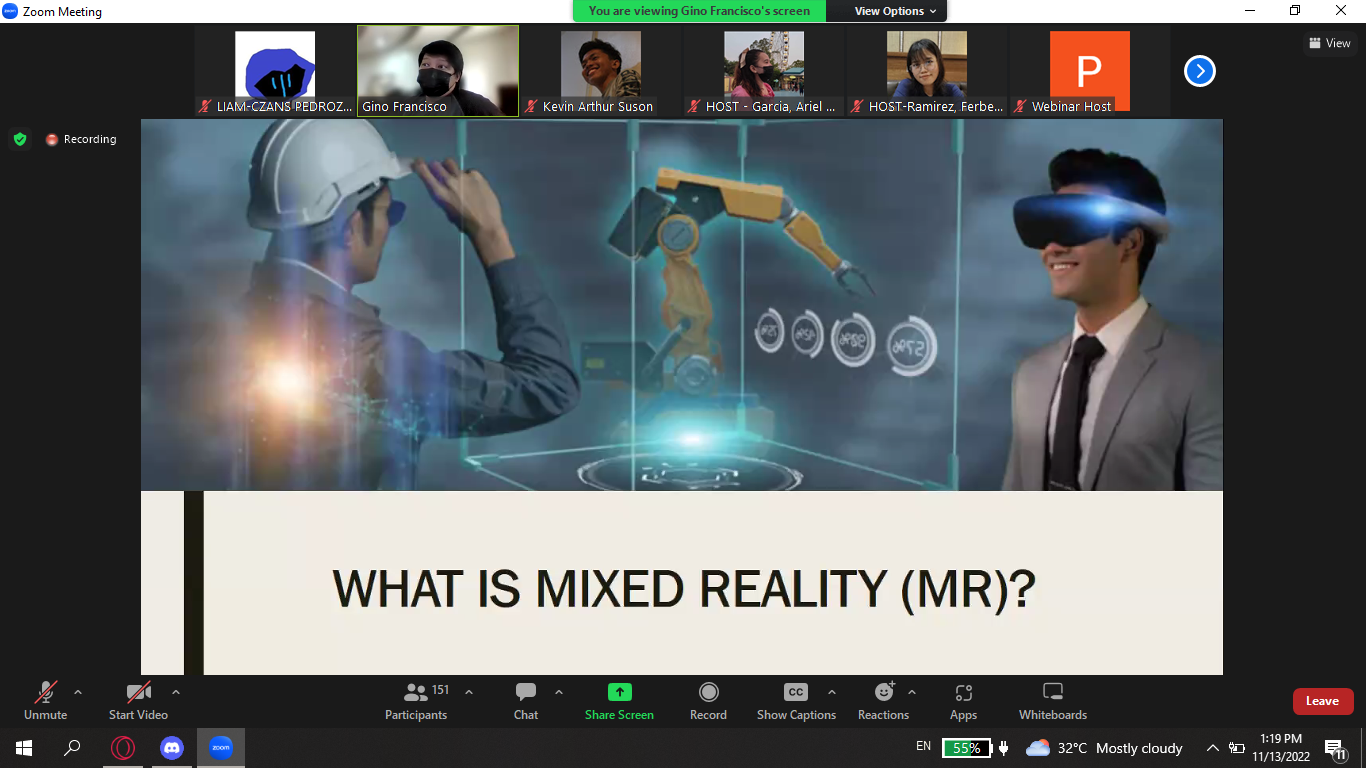 Zoom Meeting
You are viewing Gino Francisco's screen
View Options
View
LIAM-CZANS PEDROZ...
Gino Francisco
Kevin Arthur Suson
HOST - Garcia, Ariel ...
HOST-Ramirez, Ferbe...
P
Webinar Host
Recording
WHAT IS MIXED REALITY (MR)?
Unmute
Start Video
151
Participants
Chat
Share Screen
Record
CC
Show Captions
Reactions
Apps
Whiteboards
Leave
zoom
EN
55%
32°C Mostly cloudy
1:19 PM
11/13/2022
11